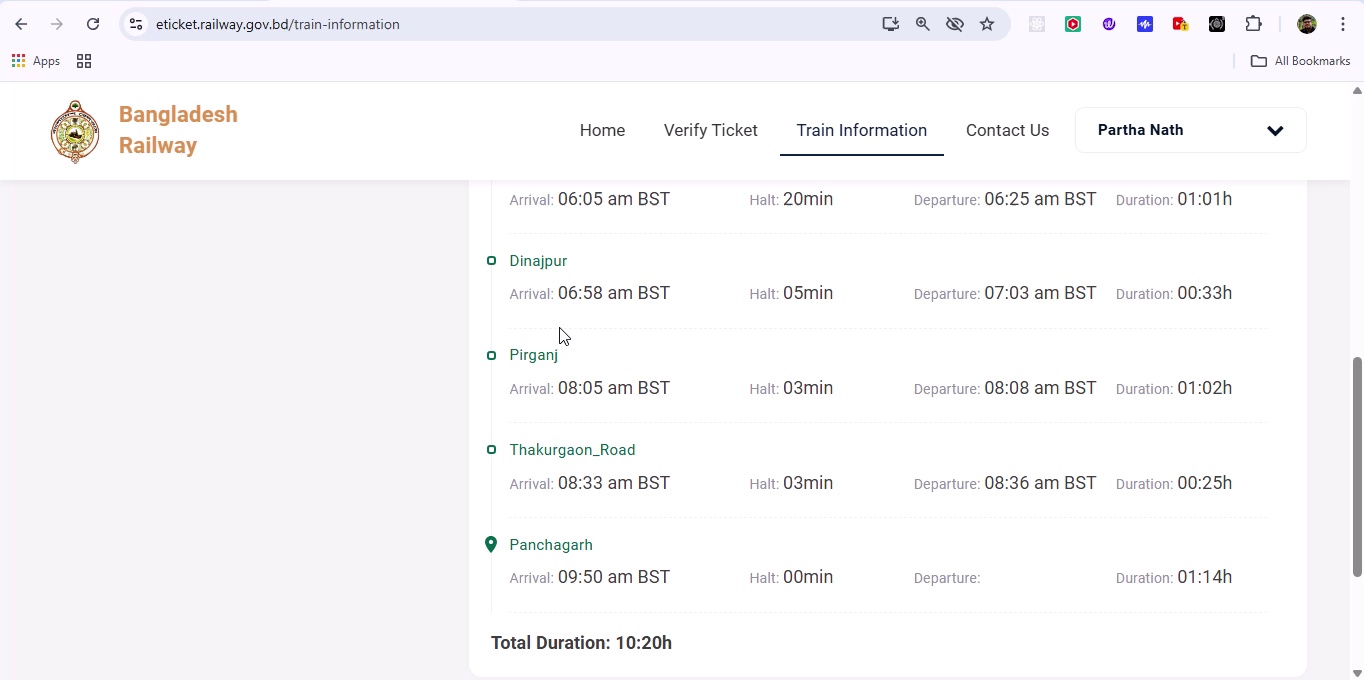 eticket.railway.gov.bd/train-information
Apps
All Bookmarks
Bangladesh
Railway
Home Verify Ticket Train Information Contact Us Partha Nath
Arrival: 06:05 am BST Halt: 20min Departure: 06:25 am BST Duration: 01:01h
Dinajpur
Arrival: 06:58 am BST Halt: 05min Departure: 07:03 am BST Duration: 00:33h
Pirganj
Arrival: 08:05 am BST Halt: 03min Departure: 08:08 am BST Duration: 01:02h
Thakurgaon_Road
Arrival: 08:33 am BST Halt: 03min Departure: 08:36 am BST Duration: 00:25h
Panchagarh
Arrival: 09:50 am BST Halt: 00min Departure: Duration: 01:14h
Total Duration: 10:20h